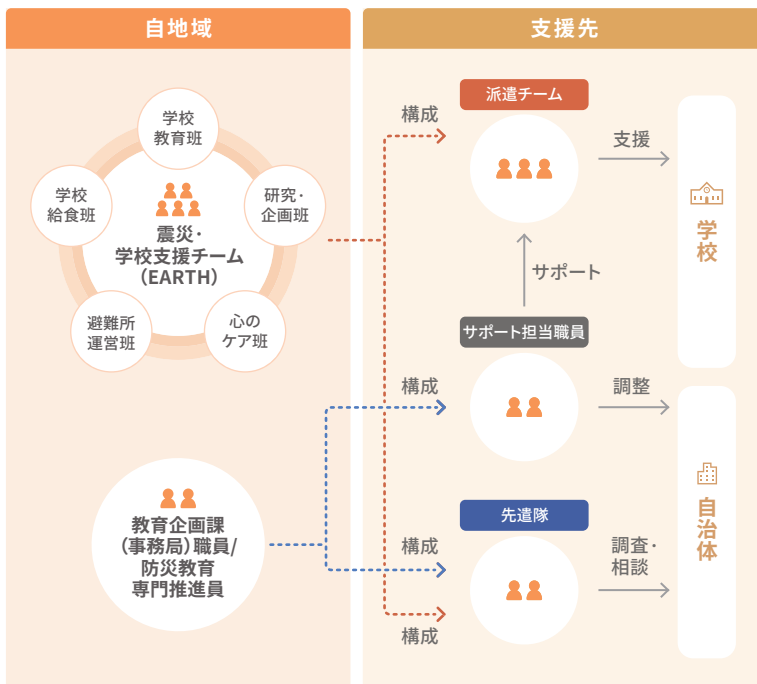 自地域
学校
教育班
学校
給食班
研究・
企画班
震災・
学校支援チーム
（EARTH）
避難所
運営班
心の
ケア班
教育企画課
（事務局）職員/
防災教育
専門推進員
支援先
派遣チーム
構成
支援
学校
サポート
サポート担当職員
構成
調整
自治体
先遣隊
構成
調査・
相談
構成